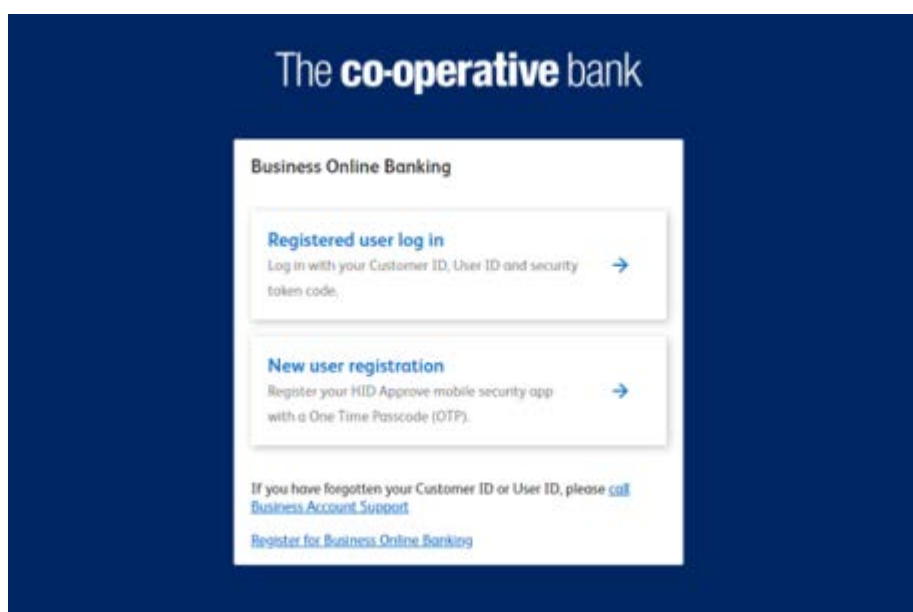 The co-operative bank
Business Online Banking
Registered user log in
Log in with your Customer ID, User ID and security
token code.
New user registration
Register your HID Approve mobile security app
with a One Time Passcode (OTP).
If you have forgotten your Customer ID or User ID, please call
Business Account Support
Register for Business Online Banking